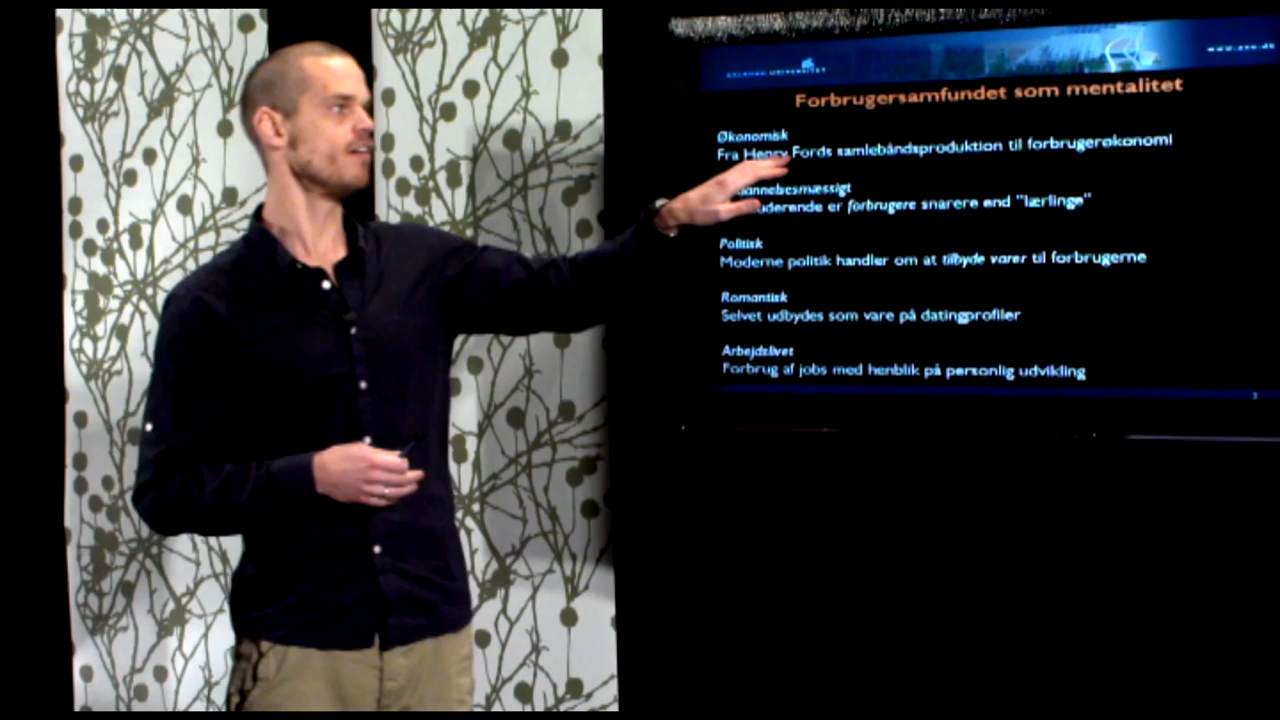 UNIVERSITET
Forbrugersamfundet som mentalitet
Økonomisk
Fra Henry Fords samlebåndsproduktion til forbrugerøkonomi
er forbrugere snarere end "lærlinge"
Politisk
Moderne politik handler om at tilbyde varer til forbrugerne
Romantisk
Selvet udbydes som vare på datingprofiler
Arbejdslivet
Forbrug af jobs med henblik på personlig udvikling